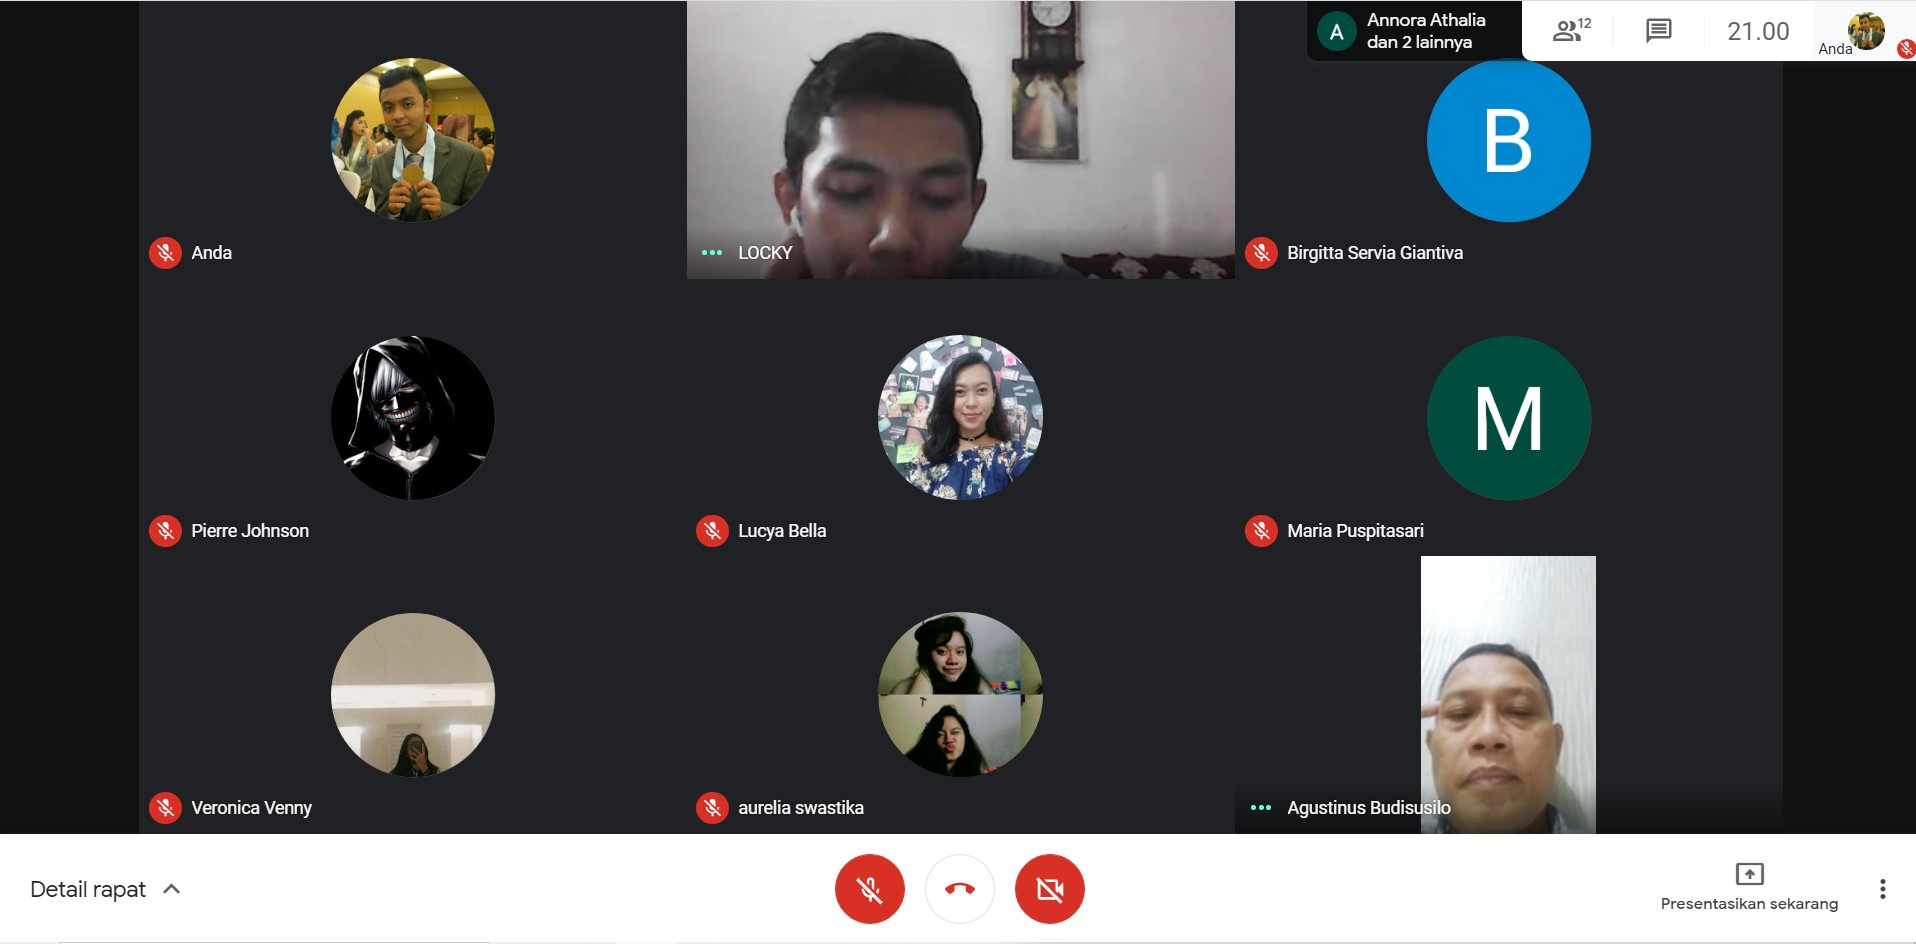 Annora Athalia
dan 2 lainnya
A
12
21.00
Anda
B
Anda
LOCKY
Birgitta Servia Giantiva
M
Pierre Johnson
Lucya Bella
Maria Puspitasari
Veronica Venny
aurelia swastika
Agustinus Budisusilo
Detail rapat
Presentasikan sekarang